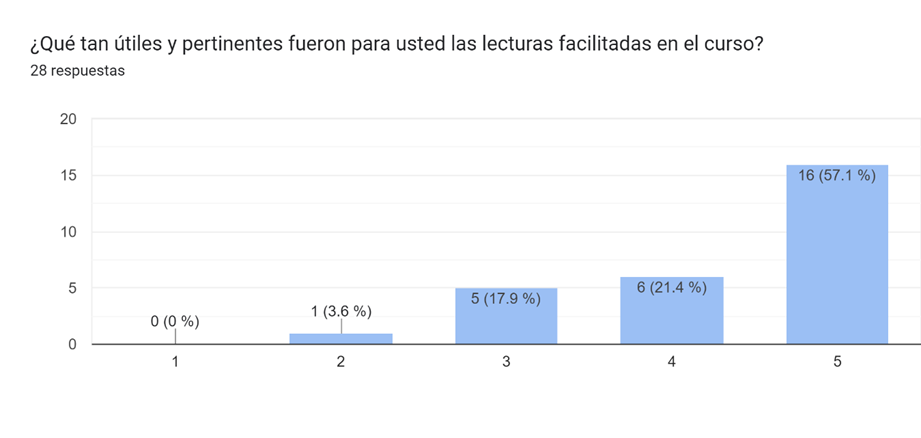 ¿Qué tan útiles y pertinentes fueron para usted las lecturas facilitadas en el curso?
28 respuestas
20
15
10
5
0
0 (0 %)
1 (3.6 %)
5 (17.9 %)
6 (21.4 %)
16 (57.1 %)
1
2
3
4
5